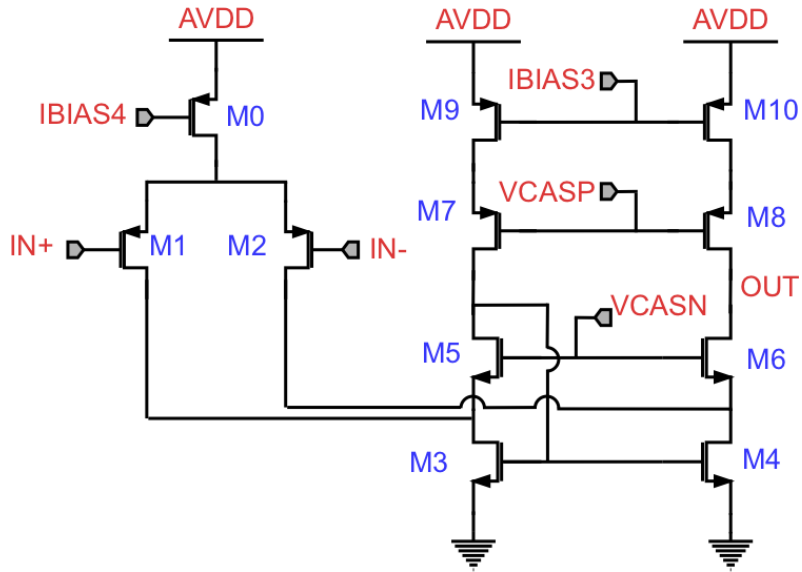 AVDD
AVDD
AVDD
IBIAS4
M0
M9
IBIAS3
M10
VCASP
M7
M8
IN+
M1
M2
IN-
OUT
VCASN
M5
M6
M3
M4